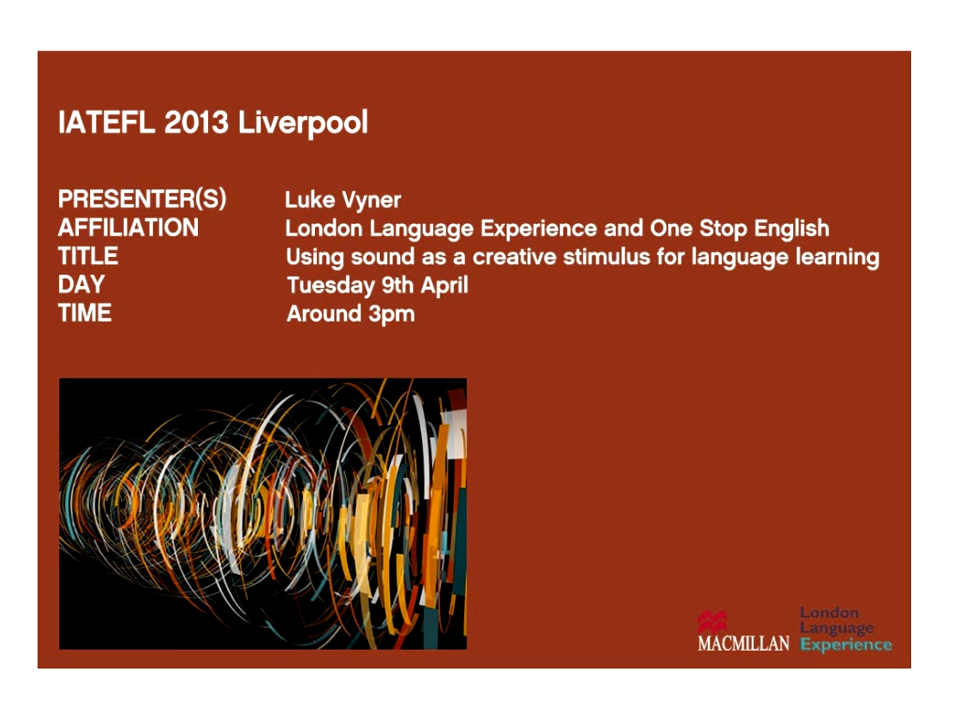 IATEFL 2013 Liverpool
PRESENTER(S) Luke Vyner
AFFILIATION London Language Experience and One Stop English
TITLE Using sound as a creative stimulus for language learning
DAY Tuesday 9th April
TIME Around 3pm
MACMILLAN
London
Language
Experience